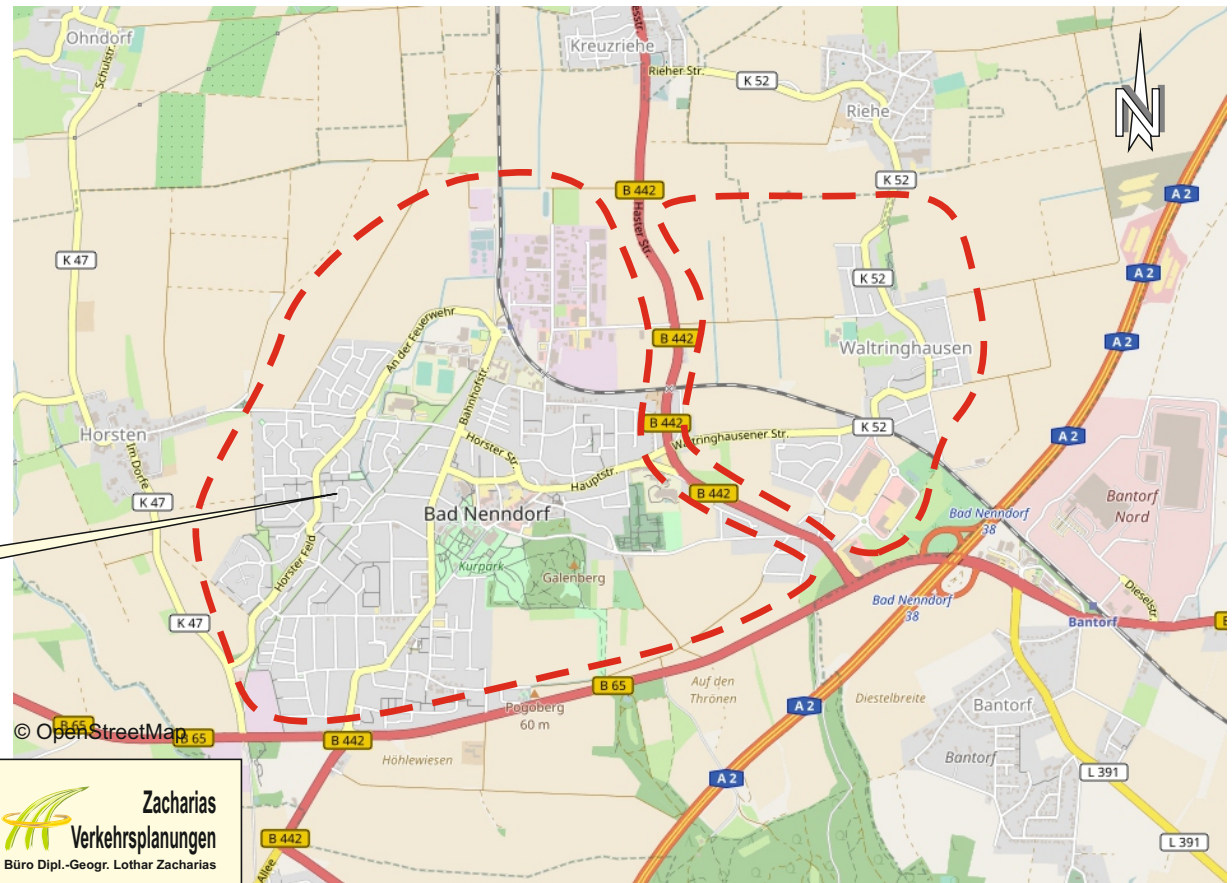 Ohndorf
Schulstr.
Kreuzriehe
Rieher Str.
K 52
Riehe
N
K 52
A 2
B 442
Haster Str.
K 47
K 52
A 2
An der Feuerwehr
B 442
A 2
Waltringhausen
Bahnhofstr.
Horsten
Im Dorfe
B 442
K 52
A 2
Waltringhausener Str.
Horster Str.
Hauptstr.
K 47
B 442
Bantorf
Nord
Bad Nenndorf
Bad Nenndorf
38
Horster Feld
Kurpark
Galenberg
Dieselstr.
Bad Nenndorf
38
K 47
Bantorf
B 65
Auf den
Thrönen
Diestelbreite
A 2
Bantorf
Pogoberg
60 m
B 65
© OpenStreetMap
B 65
B 442
Höhlewiesen
Bantorf
A 2
L 391
Zacharias
Verkehrsplanungen
Büro Dipl.-Geogr. Lothar Zacharias
B 442
Allee
L 391